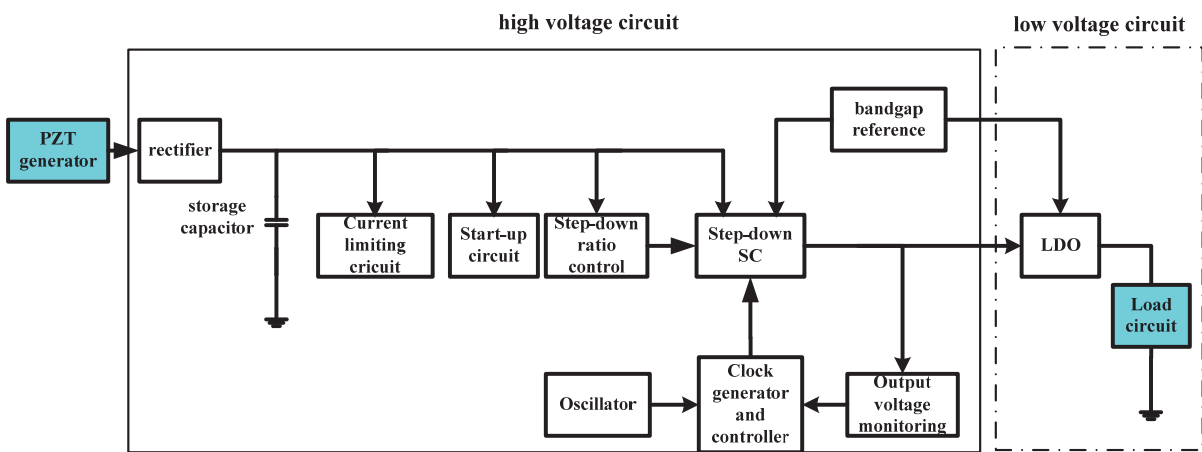 high voltage circuit
low voltage circuit
PZT
generator
rectifier
bandgap
reference
storage
capacitor
Current
limiting
cricuit
Start-up
circuit
Step-down
ratio
control
Step-down
SC
LDO
Load
circuit
Oscillator
Clock
generator
and
controller
Output
voltage
monitoring